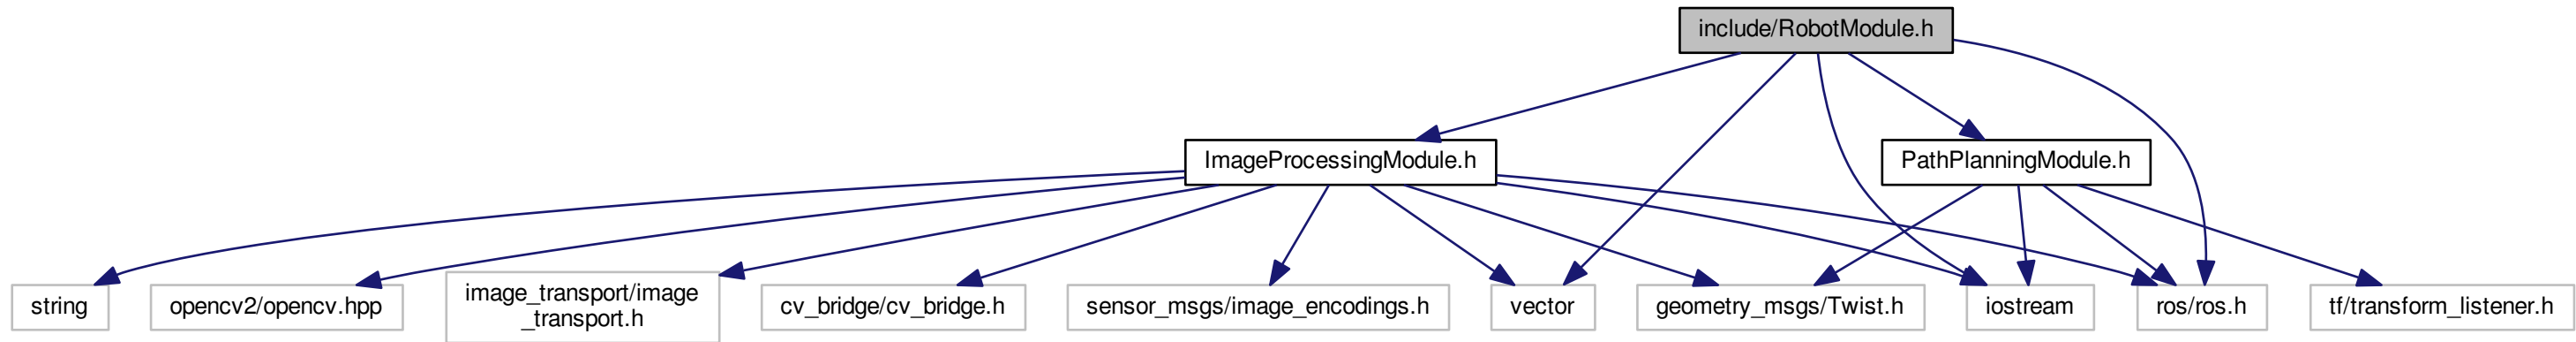 include/RobotModule.h
ImageProcessingModule.h
PathPlanningModule.h
string
opencv2/opencv.hpp
image_transport/image
_transport.h
cv_bridge/cv_bridge.h
sensor_msgs/image_encodings.h
vector
geometry_msgs/Twist.h
iostream
ros/ros.h
tf/transform_listener.h